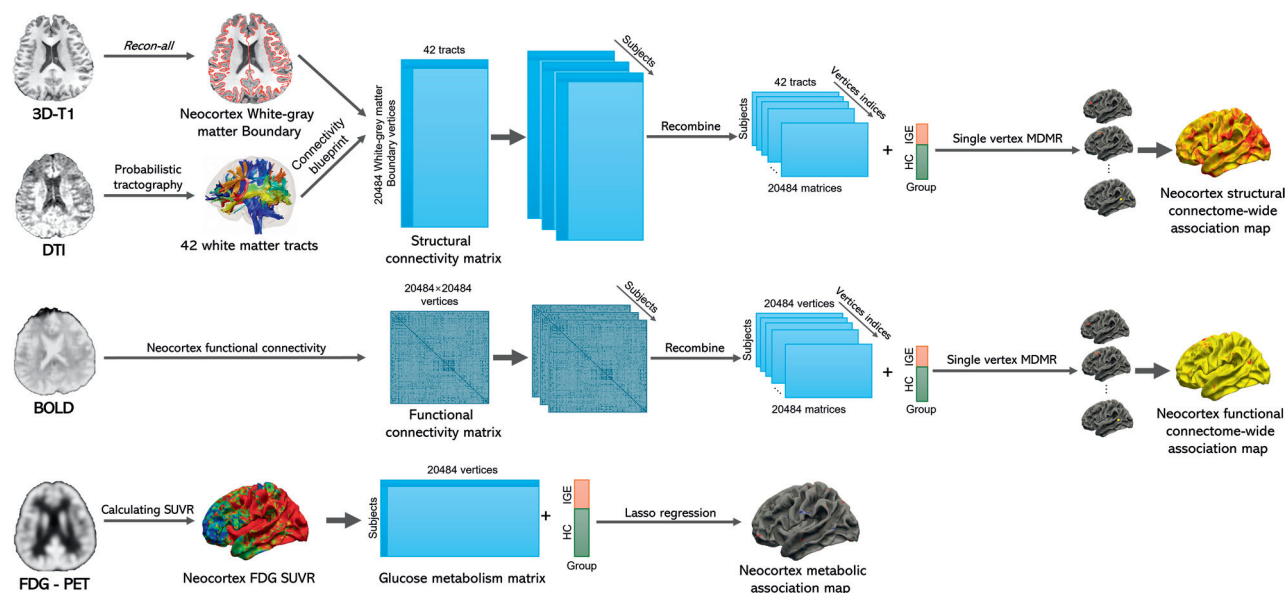 3D-T1
Recon-all
Neocortex White-gray
matter Boundary
DTI
Probabilistic
tractography
42 white matter tracts
Connectivity
blueprint
42 tracts
20484 White-grey matter
Boundary vertices
Structural
connectivity matrix
Subjects
Recombine
42 tracts
Vertices indices
Subjects
20484 matrices
+
IGE
HC
Group
Single vertex MDMR
Neocortex structural
connectome-wide
association map
BOLD
Neocortex functional connectivity
20484×20484
vertices
Functional
connectivity matrix
Subjects
Recombine
20484 vertices
Vertices indices
Subjects
20484 matrices
+
IGE
HC
Group
Single vertex MDMR
Neocortex functional
connectome-wide
association map
FDG - PET
Calculating SUVR
Neocortex FDG SUVR
20484 vertices
Subjects
Glucose metabolism matrix
+
IGE
HC
Group
Lasso regression
Neocortex metabolic
association map